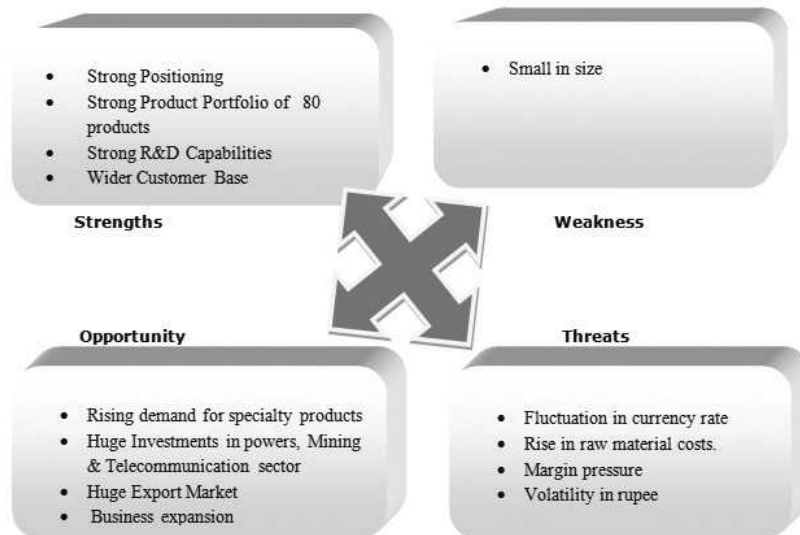 • Strong Positioning
• Strong Product Portfolio of 80
products
• Strong R&D Capabilities
• Wider Customer Base
Strengths
• Small in size
Weakness
Opportunity
• Rising demand for specialty products
• Huge Investments in powers, Mining
& Telecommunication sector
• Huge Export Market
• Business expansion
Threats
• Fluctuation in currency rate
• Rise in raw material costs.
• Margin pressure
• Volatility in rupee